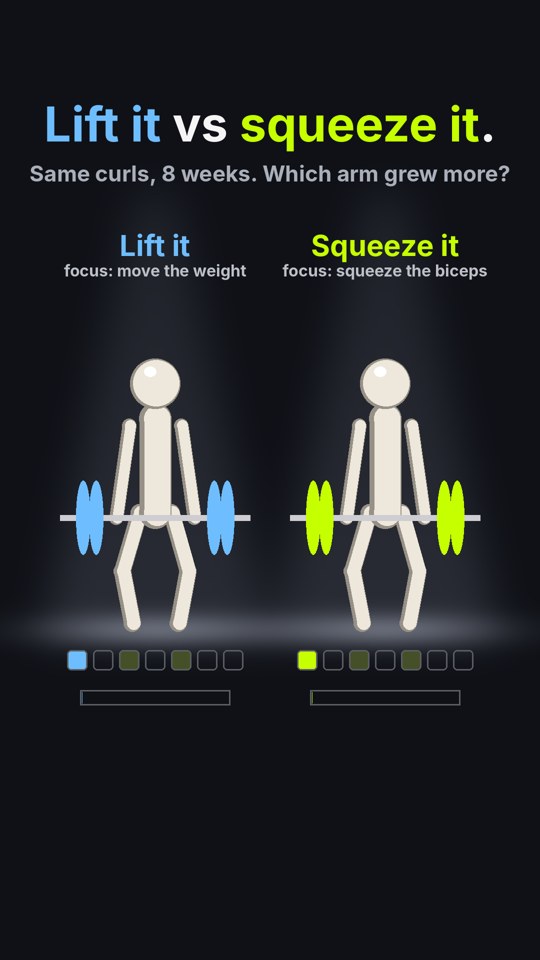 Lift it vs squeeze it.
Same curls, 8 weeks. Which arm grew more?
Lift it
focus: move the weight
Squeeze it
focus: squeeze the biceps